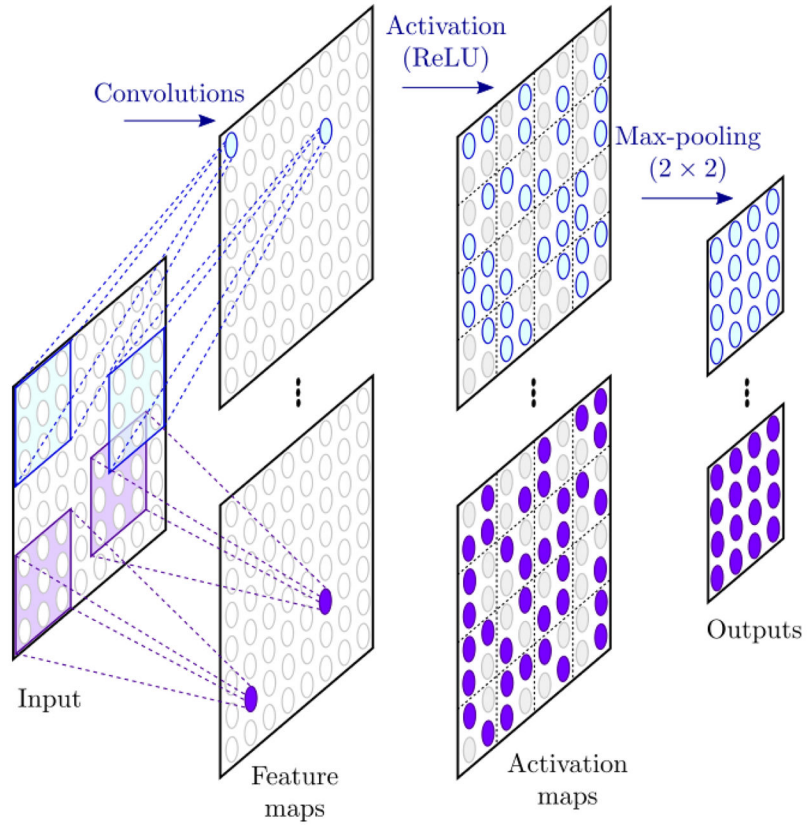 Activation
(ReLU)
Convolutions
Max-pooling
(2 × 2)
Outputs
Input
Feature
maps
Activation
maps